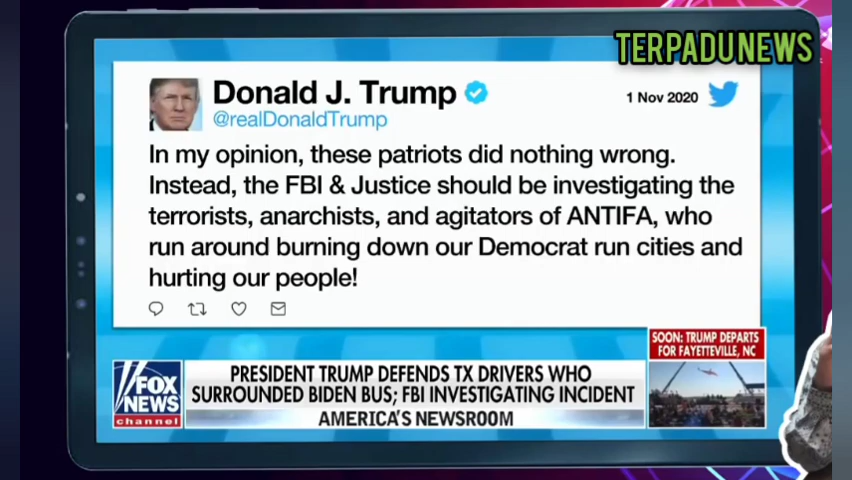 TERPADU NEWS
Donald J. Trump
1 Nov 2020
@realDonaldTrump
In my opinion, these patriots did nothing wrong.
Instead, the FBI & Justice should be investigating the
terrorists, anarchists, and agitators of ANTIFA, who
run around burning down our Democrat run cities and
hurting our people!
SOON: TRUMP DEPARTS
FOR FAYETTEVILLE, NC
FOX
NEWS
channel
PRESIDENT TRUMP DEFENDS TX DRIVERS WHO
SURROUNDED BIDEN BUS; FBI INVESTIGATING INCIDENT
AMERICA'S NEWSROOM